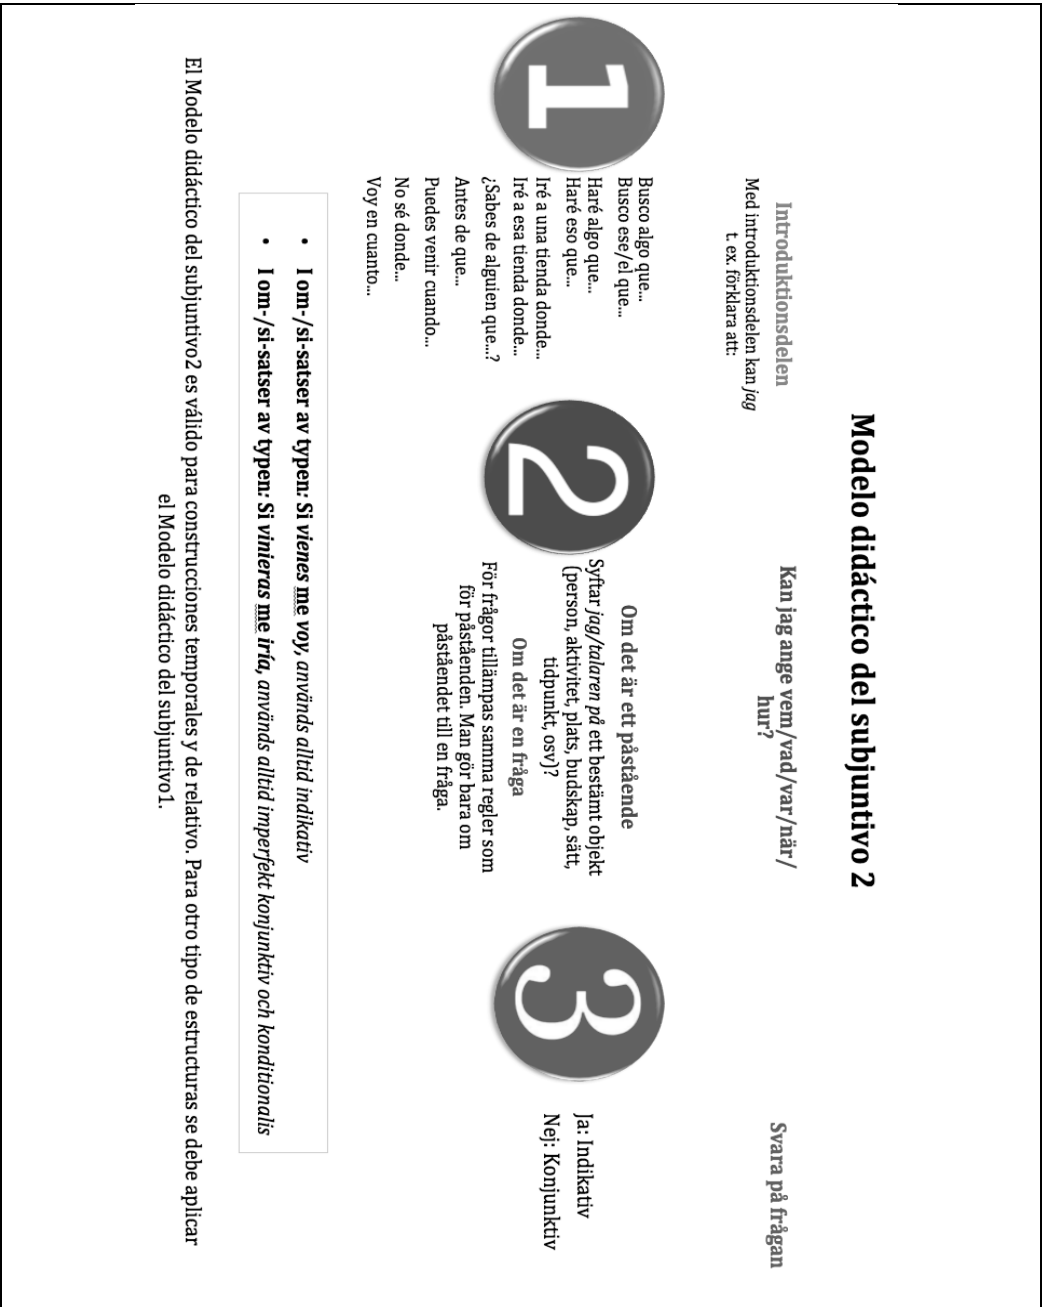 Modelo didáctico del subjuntivo 2
Introduktionsdelen
Med introduktionsdelen kan jag
t. ex. förklara att:
1
Busco algo que...
Busco ese/el que...
Haré algo que...
Haré eso que...
Iré a una tienda donde...
Iré a esa tienda donde...
¿Sabes de alguien que...?
Antes de que...
Puedes venir cuando...
No sé donde...
Voy en cuanto...
Kan jag ange vem/vad/var/när/
hur?
2
Om det är ett påstående
Syftar jag/talaren på ett bestämt objekt
(person, aktivitet, plats, budskap, sätt,
tidpunkt, osv)?
Om det är en fråga
För frågor tillämpas samma regler som
för påståenden. Man gör bara om
påståendet till en fråga.
Svara på frågan
3
Ja: Indikativ
Nej: Konjunktiv
• I om-/si-satser av typen: Si vienes me voy, används alltid indikativ
• I om-/si-satser av typen: Si vinieras me iría, används alltid imperfekt konjunktiv och konditionalis
El Modelo didáctico del subjuntivo2 es válido para construcciones temporales y de relativo. Para otro tipo de estructuras se debe aplicar
el Modelo didáctico del subjuntivo1.